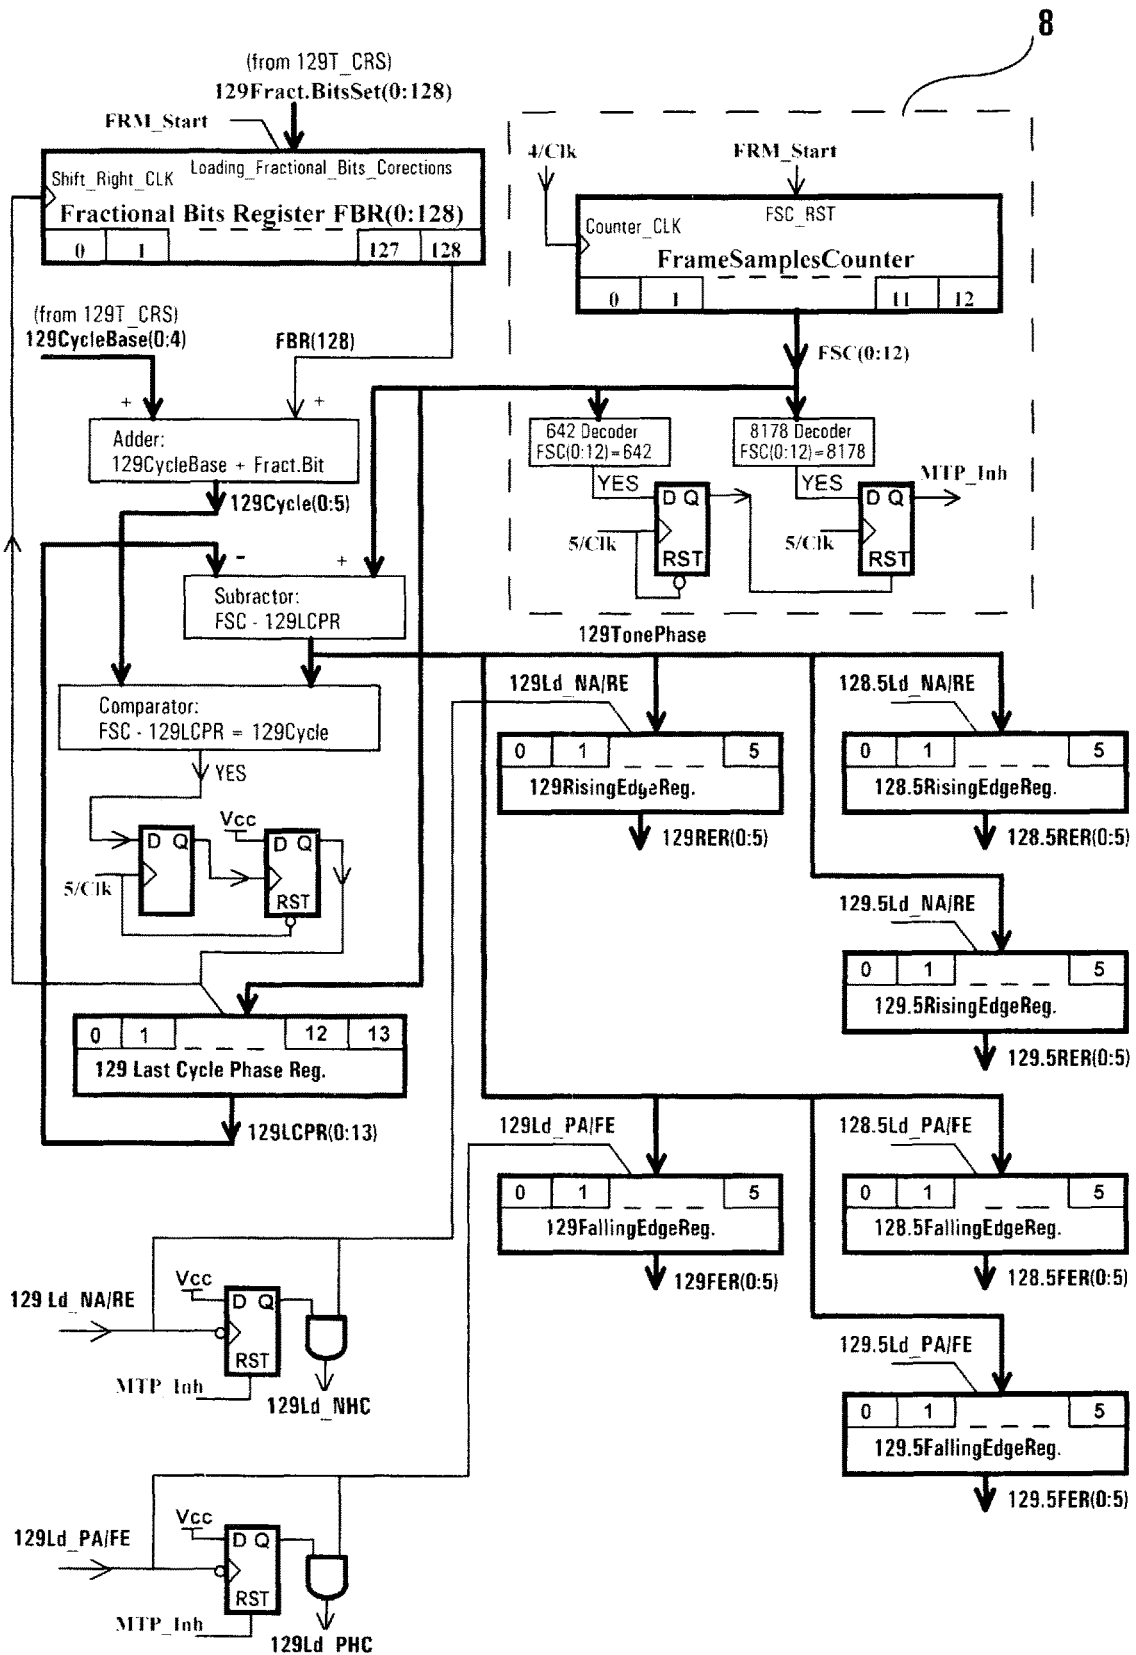 8
(from 129T_CRS)
129Fract.BitsSet(0:128)
FRM_Start
Loading_Fractional_Bits_Corections
Shift_Right_CLK
Fractional Bits Register FBR(0:128)
0 1 127 128
4/Clk
FRM_Start
FSC_RST
Counter_CLK
FrameSamplesCounter
0 1 11 12
FSC(0:12)
(from 129T_CRS)
129CycleBase(0:4)
FBR(128)
+ +
Adder:
129CycleBase + Fract.Bit
129Cycle(0:5)
642 Decoder
FSC(0:12)=642
8178 Decoder
FSC(0:12)=8178
YES
YES
MTP_Inh
D Q
RST
5/Clk
D Q
RST
5/Clk
- +
Subractor:
FSC - 129LCPR
129TonePhase
Comparator:
FSC - 129LCPR = 129Cycle
YES
Vcc
D Q
5/Clk
D Q
RST
0 1 12 13
129 Last Cycle Phase Reg.
129LCPR(0:13)
129Ld_NA/RE
0 1 5
129RisingEdgeReg.
129RER(0:5)
128.5Ld_NA/RE
0 1 5
128.5RisingEdgeReg.
128.5RER(0:5)
129.5Ld_NA/RE
0 1 5
129.5RisingEdgeReg.
129.5RER(0:5)
129Ld_PA/FE
0 1 5
129FallingEdgeReg.
129FER(0:5)
128.5Ld_PA/FE
0 1 5
128.5FallingEdgeReg.
128.5FER(0:5)
129.5Ld_PA/FE
0 1 5
129.5FallingEdgeReg.
129.5FER(0:5)
129 Ld_NA/RE
Vcc
D Q
RST
MTP_Inh
129Ld_NHC
129Ld_PA/FE
Vcc
D Q
RST
MTP_Inh
129Ld_PHC